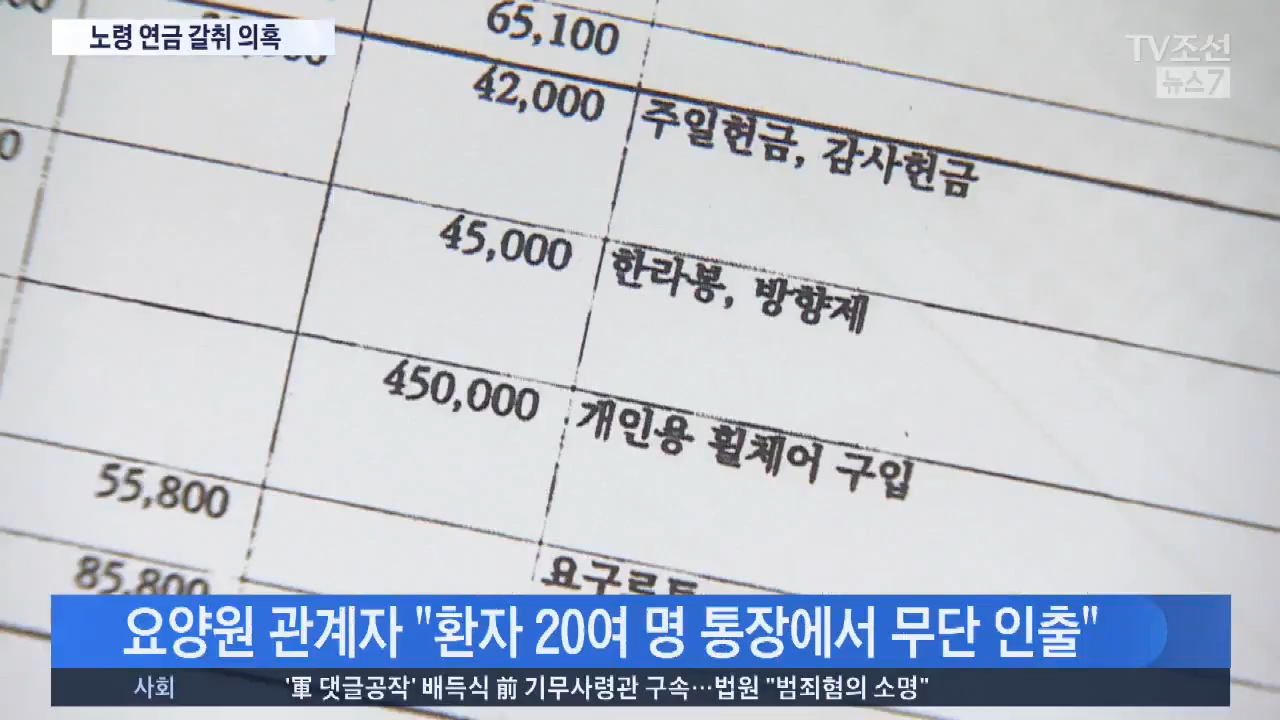 노령 연금 갈취 의혹
TV조선
뉴스7
65,100
42,000 주일헌금, 감사헌금
45,000 한라봉, 방향제
450,000 개인용 휠체어 구입
55,800 요구르트
85,800
요양원 관계자 "환자 20여 명 통장에서 무단 인출"
사회 '軍 댓글공작' 배득식 前 기무사령관 구속…법원 "범죄혐의 소명"